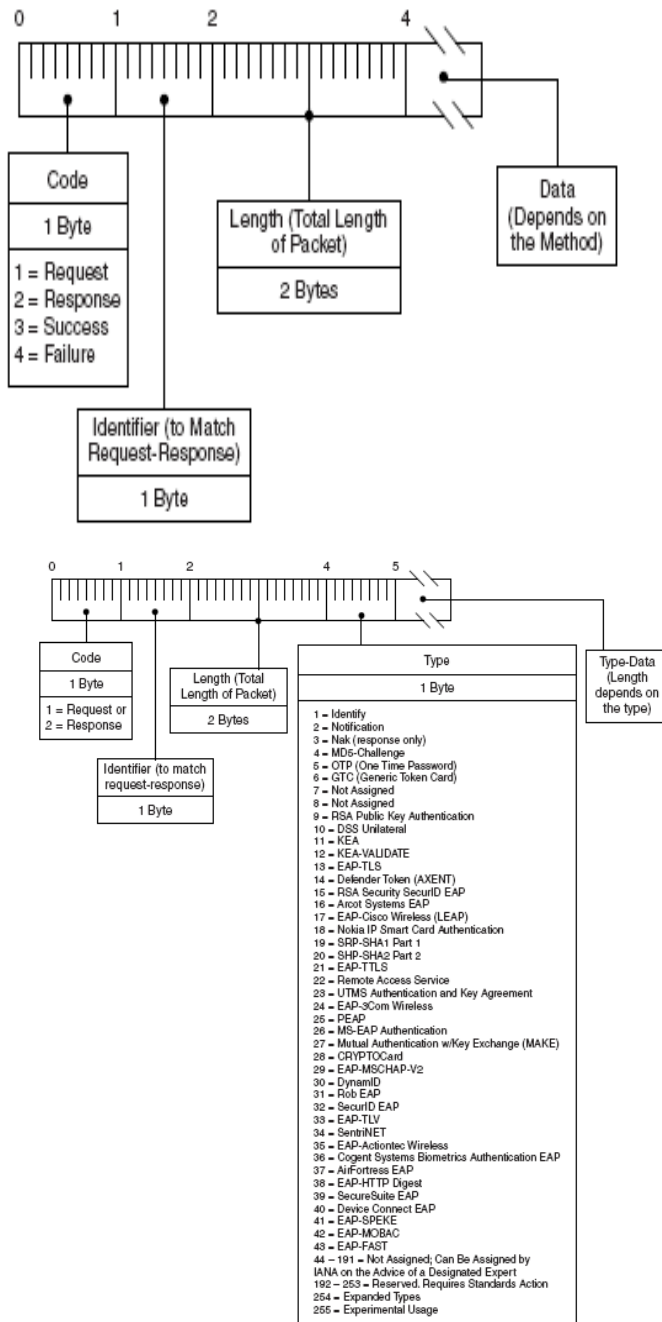 0 1 2 4
Code
1 Byte
1 = Request
2 = Response
3 = Success
4 = Failure
Length (Total Length
of Packet)
2 Bytes
Data
(Depends on
the Method)
Identifier (to Match
Request-Response)
1 Byte
0 1 2 4 5
Code
1 Byte
1 = Request or
2 = Response
Length (Total
Length of Packet)
2 Bytes
Identifier (to match
request-response)
1 Byte
Type
1 Byte
1 = Identify
2 = Notification
3 = Nak (response only)
4 = MD5-Challenge
5 = OTP (One Time Password)
6 = GTC (Generic Token Card)
7 = Not Assigned
8 = Not Assigned
9 = RSA Public Key Authentication
10 = DSS Unilateral
11 = KEA
12 = KEA-VALIDATE
13 = EAP-TLS
14 = Defender Token (AXENT)
15 = RSA Security SecurID EAP
16 = Arcot Systems EAP
17 = EAP-Cisco Wireless (LEAP)
18 = Nokia IP Smart Card Authentication
19 = SRP-SHA1 Part 1
20 = SHP-SHA2 Part 2
21 = EAP-TTLS
22 = Remote Access Service
23 = UTMS Authentication and Key Agreement
24 = EAP-3Com Wireless
25 = PEAP
26 = MS-EAP Authentication
27 = Mutual Authentication w/Key Exchange (MAKE)
28 = CRYPTOCard
29 = EAP-MSCHAP-V2
30 = DynamID
31 = Rob EAP
32 = SecurID EAP
33 = EAP-TLV
34 = SentriNET
35 = EAP-Actiontec Wireless
36 = Cogent Systems Biometrics Authentication EAP
37 = AirFortress EAP
38 = EAP-HTTP Digest
39 = SecureSuite EAP
40 = Device Connect EAP
41 = EAP-SPEKE
42 = EAP-MOBAC
43 = EAP-FAST
44 – 191 = Not Assigned; Can Be Assigned by
IANA on the Advice of a Designated Expert
192 – 253 = Reserved. Requires Standards Action
254 = Expanded Types
255 = Experimental Usage
Type-Data
(Length
depends on
the type)